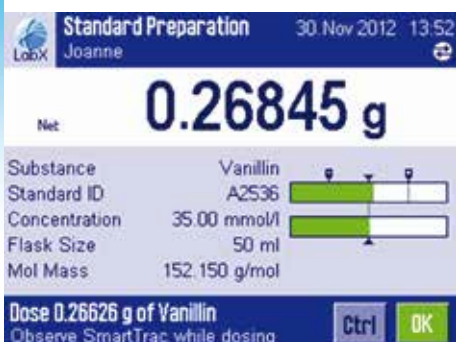 Standard Preparation 30. Nov 2012 13:52
LabX Joanne
Net 0.26845 g
Substance Vanillin
Standard ID A2536
Concentration 35.00 mmol/l
Flask Size 50 ml
Mol Mass 152.150 g/mol
Dose 0.26626 g of Vanillin
Observe SmartTrac while dosing
Ctrl OK